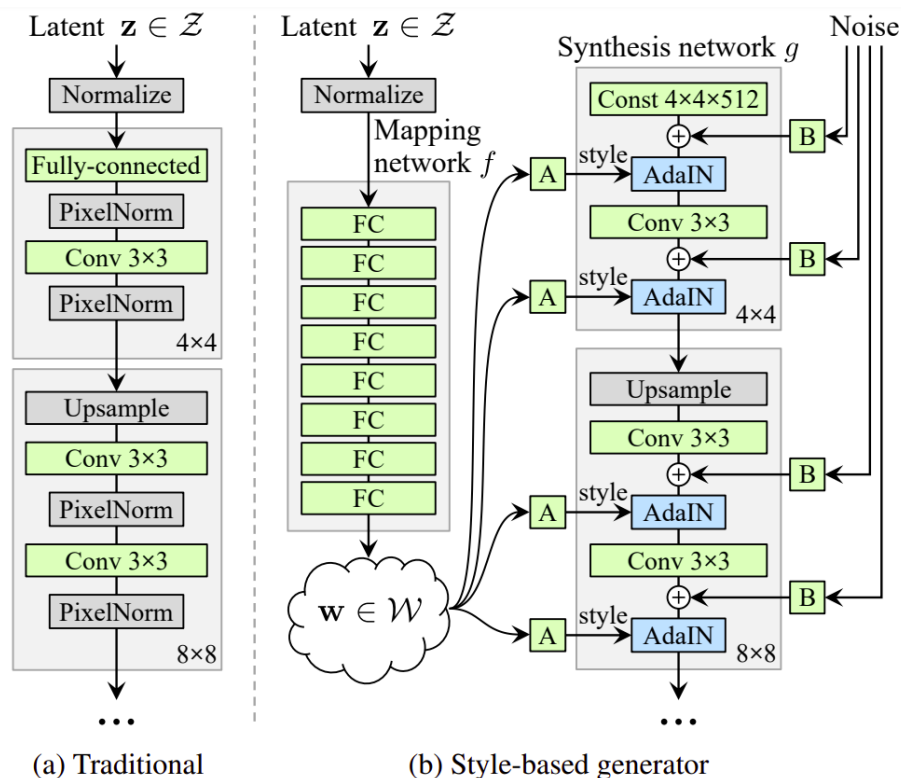 Latent z ∈ Z
Normalize
Fully-connected
PixelNorm
Conv 3×3
PixelNorm
4×4
Upsample
Conv 3×3
PixelNorm
Conv 3×3
PixelNorm
8×8
...
(a) Traditional
Latent z ∈ Z
Normalize
Mapping
network f
FC
FC
FC
FC
FC
FC
FC
FC
w ∈ W
A
style
A
style
A
style
A
style
Synthesis network g
Const 4×4×512
+
AdaIN
Conv 3×3
+
AdaIN
4×4
Upsample
Conv 3×3
+
AdaIN
Conv 3×3
+
AdaIN
8×8
...
Noise
B
B
B
B
(b) Style-based generator